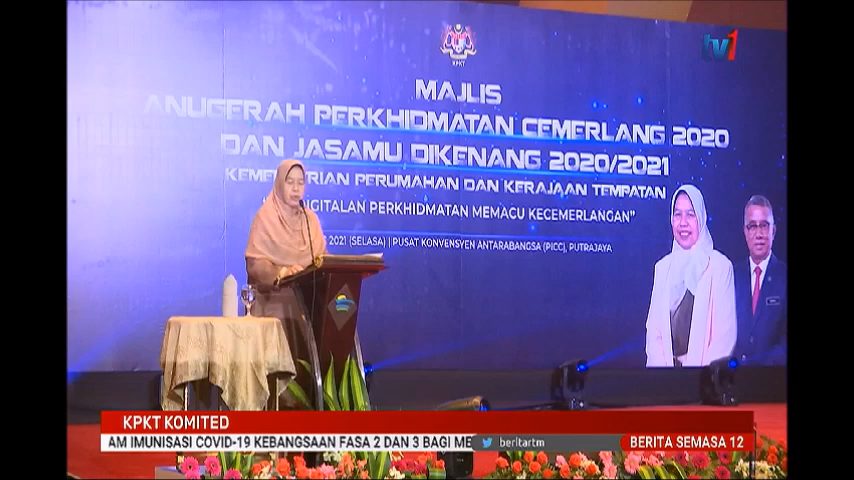 tv1
KPKT
MAJLIS
ANUGERAH PERKHIDMATAN CEMERLANG 2020
DAN JASAMU DIKENANG 2020/2021
PERUMAHAN DAN KERAJAAN TEMPATAN
PERKHIDMATAN MEMACU KECEMERLANGAN”
2021 (SELASA) | PUSAT KONVENSYEN ANTARABANGSA (PICC), PUTRAJAYA
KPKT KOMITED
AM IMUNISASI COVID-19 KEBANGSAAN FASA 2 DAN 3 BAGI ME
beritartm
BERITA SEMASA 12